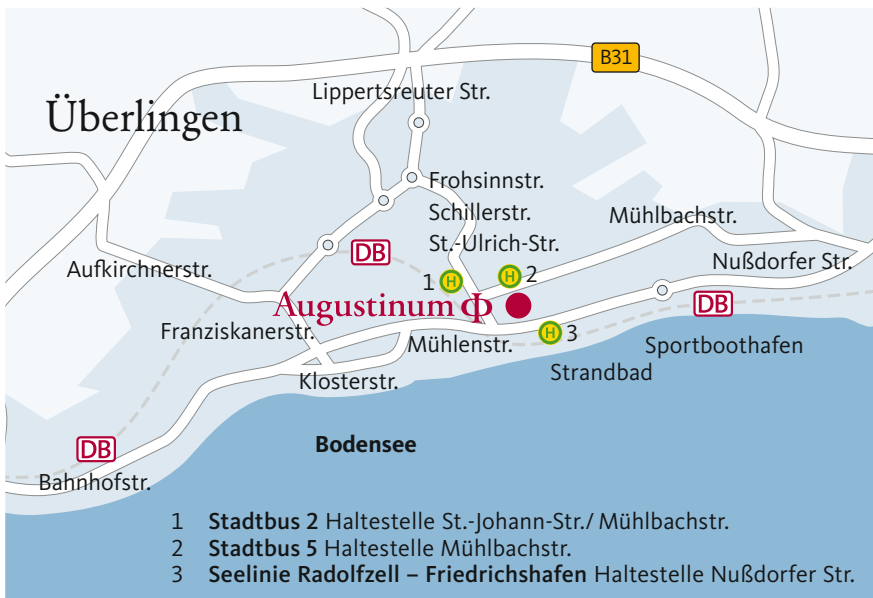 B31
Lippertsreuter Str.
Überlingen
Frohsinnstr.
Schillerstr.
St.-Ulrich-Str.
Mühlbachstr.
DB
Aufkirchnerstr.
Nußdorfer Str.
1 H
H 2
Augustinum
DB
Franziskanerstr.
Mühlenstr.
H 3
Sportboothafen
Klosterstr.
Strandbad
DB
Bodensee
Bahnhofstr.
1 Stadtbus 2 Haltestelle St.-Johann-Str./ Mühlbachstr.
2 Stadtbus 5 Haltestelle Mühlbachstr.
3 Seelinie Radolfzell – Friedrichshafen Haltestelle Nußdorfer Str.